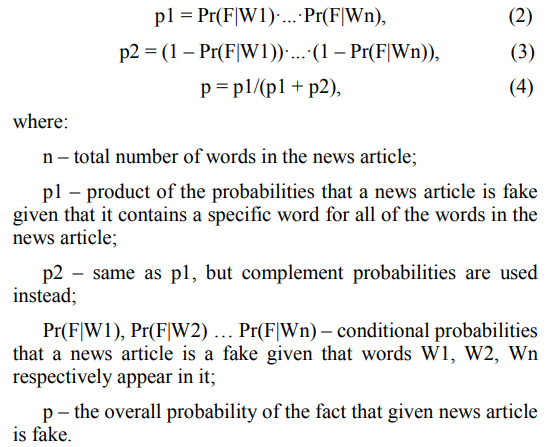 p1 = Pr(F|W1)·...·Pr(F|Wn), (2)
p2 = (1 – Pr(F|W1))·...·(1 – Pr(F|Wn)), (3)
p = p1/(p1 + p2), (4)
where:
n – total number of words in the news article;
p1 – product of the probabilities that a news article is fake
given that it contains a specific word for all of the words in the
news article;
p2 – same as p1, but complement probabilities are used
instead;
Pr(F|W1), Pr(F|W2) … Pr(F|Wn) – conditional probabilities
that a news article is a fake given that words W1, W2, Wn
respectively appear in it;
p – the overall probability of the fact that given news article
is fake.